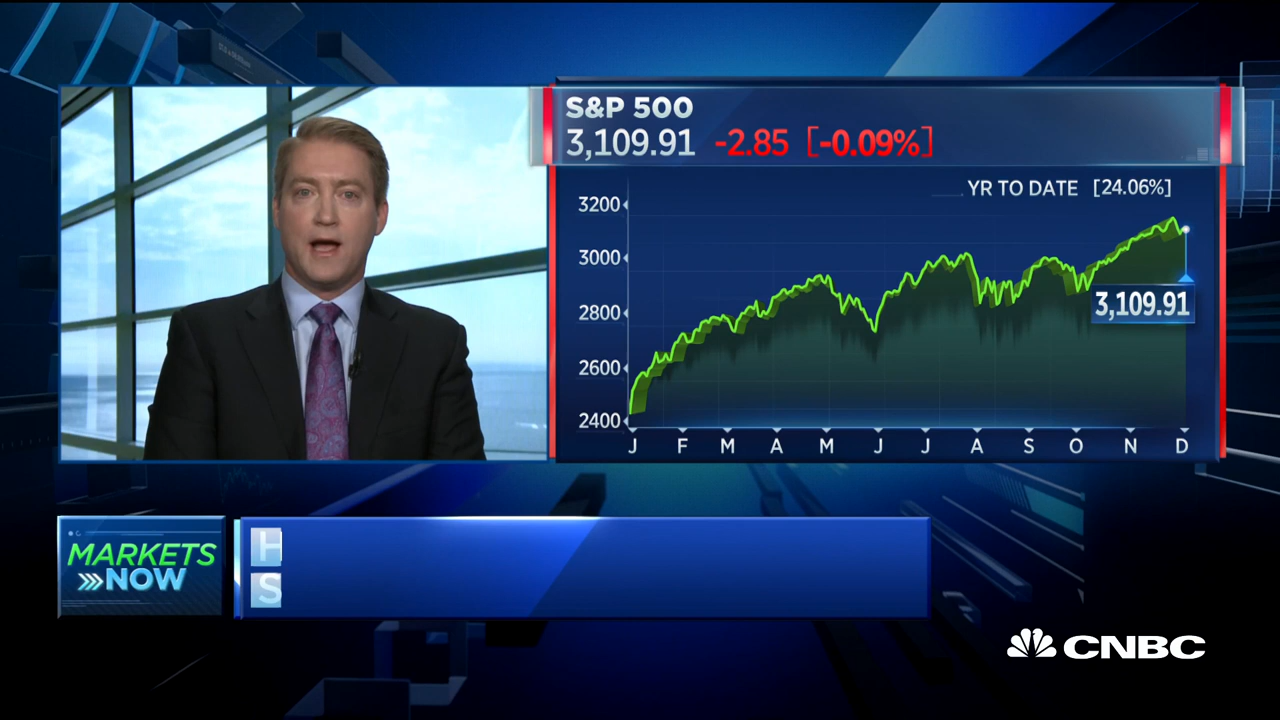 S&P 500
3,109.91 -2.85 [-0.09%]
YR TO DATE [24.06%]
3200
3000
2800
2600
2400
3,109.91
J F M A M J J A S O N D
MARKETS
NOW
H
S
CNBC